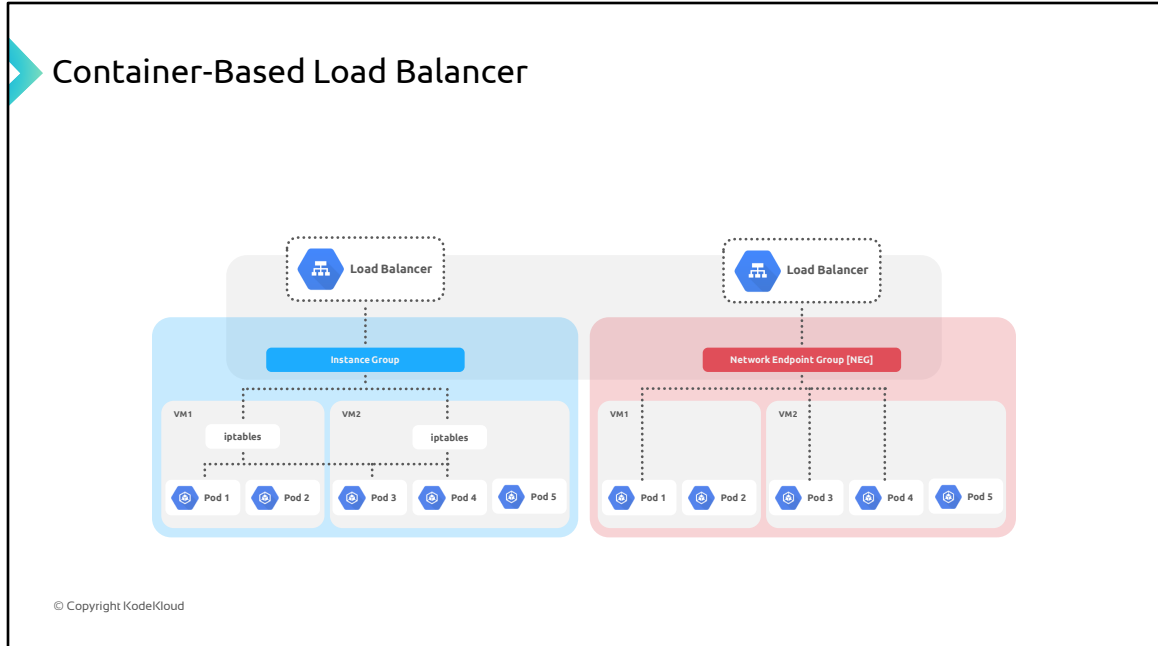 Container-Based Load Balancer
Load Balancer
Load Balancer
Instance Group
Network Endpoint Group [NEG]
VM1
VM2
VM1
VM2
iptables
iptables
Pod 1
Pod 2
Pod 3
Pod 4
Pod 5
Pod 1
Pod 2
Pod 3
Pod 4
Pod 5
© Copyright KodeKloud